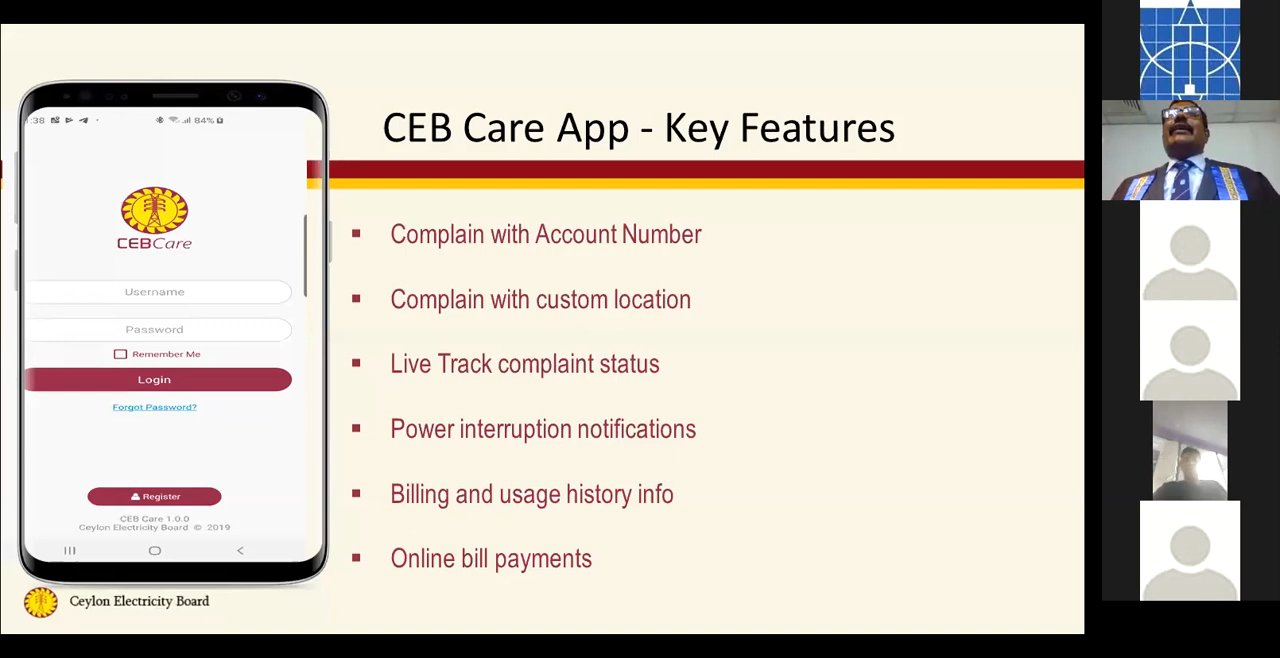 CEB Care App - Key Features
:38
84%
CEBCare
Username
Password
Remember Me
Login
Forgot Password?
Register
CEB Care 1.0.0
Ceylon Electricity Board © 2019
▪ Complain with Account Number
▪ Complain with custom location
▪ Live Track complaint status
▪ Power interruption notifications
▪ Billing and usage history info
▪ Online bill payments
Ceylon Electricity Board